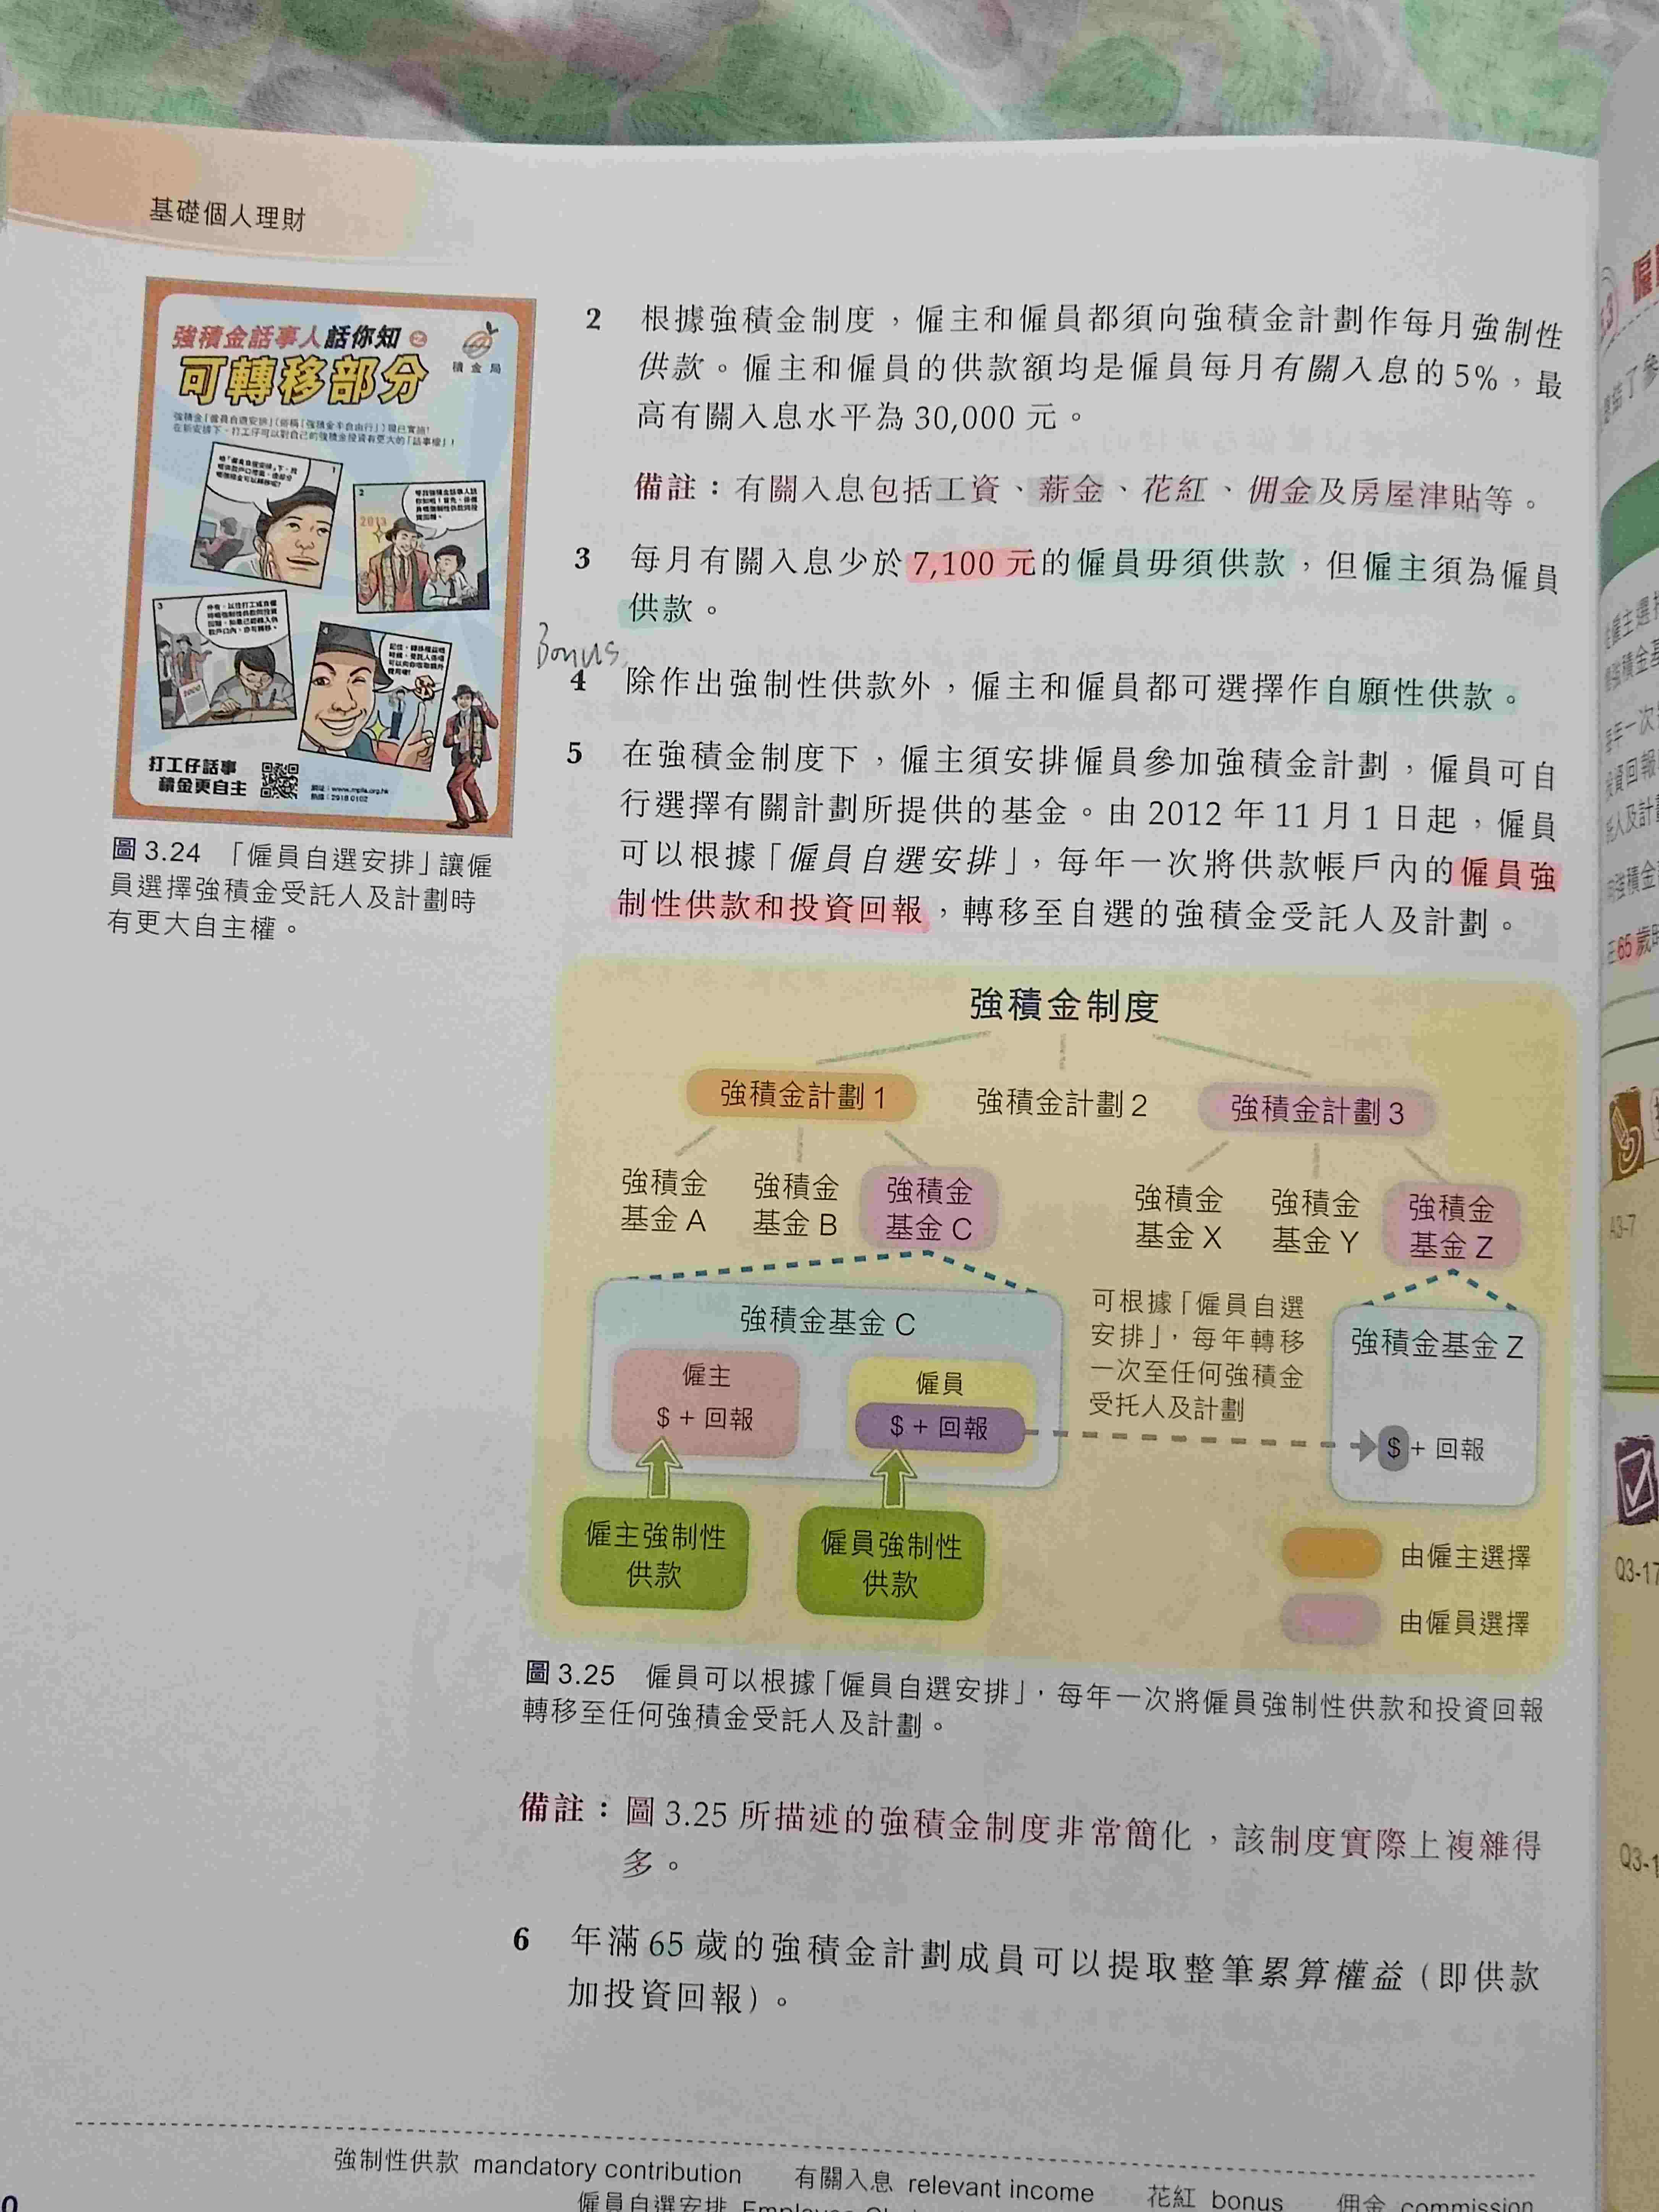 基礎個人理財
強積金話事人話你知之
可轉移部分
積金局
打工仔話事
積金更自主
圖 3.24 「僱員自選安排」讓僱
員選擇強積金受託人及計劃時
有更大自主權。
2 根據強積金制度，僱主和僱員都須向強積金計劃作每月強制性
供款。僱主和僱員的供款額均是僱員每月有關入息的 5%，最
高有關入息水平為 30,000 元。
備註：有關入息包括工資、薪金、花紅、佣金及房屋津貼等。
3 每月有關入息少於 7,100 元的僱員毋須供款，但僱主須為僱員
供款。
Bonus
4 除作出強制性供款外，僱主和僱員都可選擇作自願性供款。
5 在強積金制度下，僱主須安排僱員參加強積金計劃，僱員可自
行選擇有關計劃所提供的基金。由 2012 年 11 月 1 日起，僱員
可以根據「僱員自選安排」，每年一次將供款帳戶內的僱員強
制性供款和投資回報，轉移至自選的強積金受託人及計劃。
強積金制度
強積金計劃 1 強積金計劃 2 強積金計劃 3
強積金 強積金 強積金 強積金 強積金 強積金
基金 A 基金 B 基金 C 基金 X 基金 Y 基金 Z
強積金基金 C
僱主 僱員
$ + 回報 $ + 回報
可根據「僱員自選
安排」，每年轉移
一次至任何強積金
受托人及計劃
強積金基金 Z
$ + 回報
僱主強制性
供款
僱員強制性
供款
由僱主選擇
由僱員選擇
圖 3.25 僱員可以根據「僱員自選安排」，每年一次將僱員強制性供款和投資回報
轉移至任何強積金受託人及計劃。
備註：圖 3.25 所描述的強積金制度非常簡化，該制度實際上複雜得
多。
6 年滿 65 歲的強積金計劃成員可以提取整筆累算權益（即供款
加投資回報）。
強制性供款 mandatory contribution 有關入息 relevant income 花紅 bonus 佣金 commission
僱員自選安排
A3-7
Q3-17